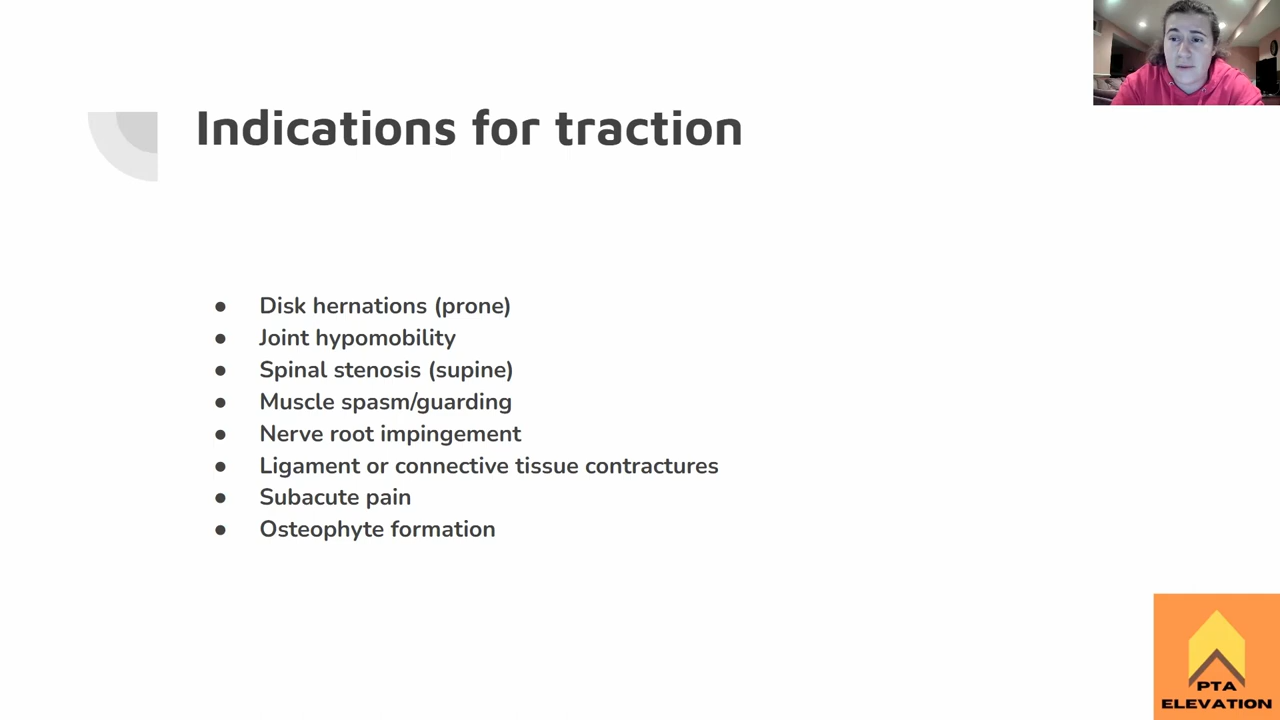 Indications for traction
● Disk hernations (prone)
● Joint hypomobility
● Spinal stenosis (supine)
● Muscle spasm/guarding
● Nerve root impingement
● Ligament or connective tissue contractures
● Subacute pain
● Osteophyte formation
PTA
ELEVATION